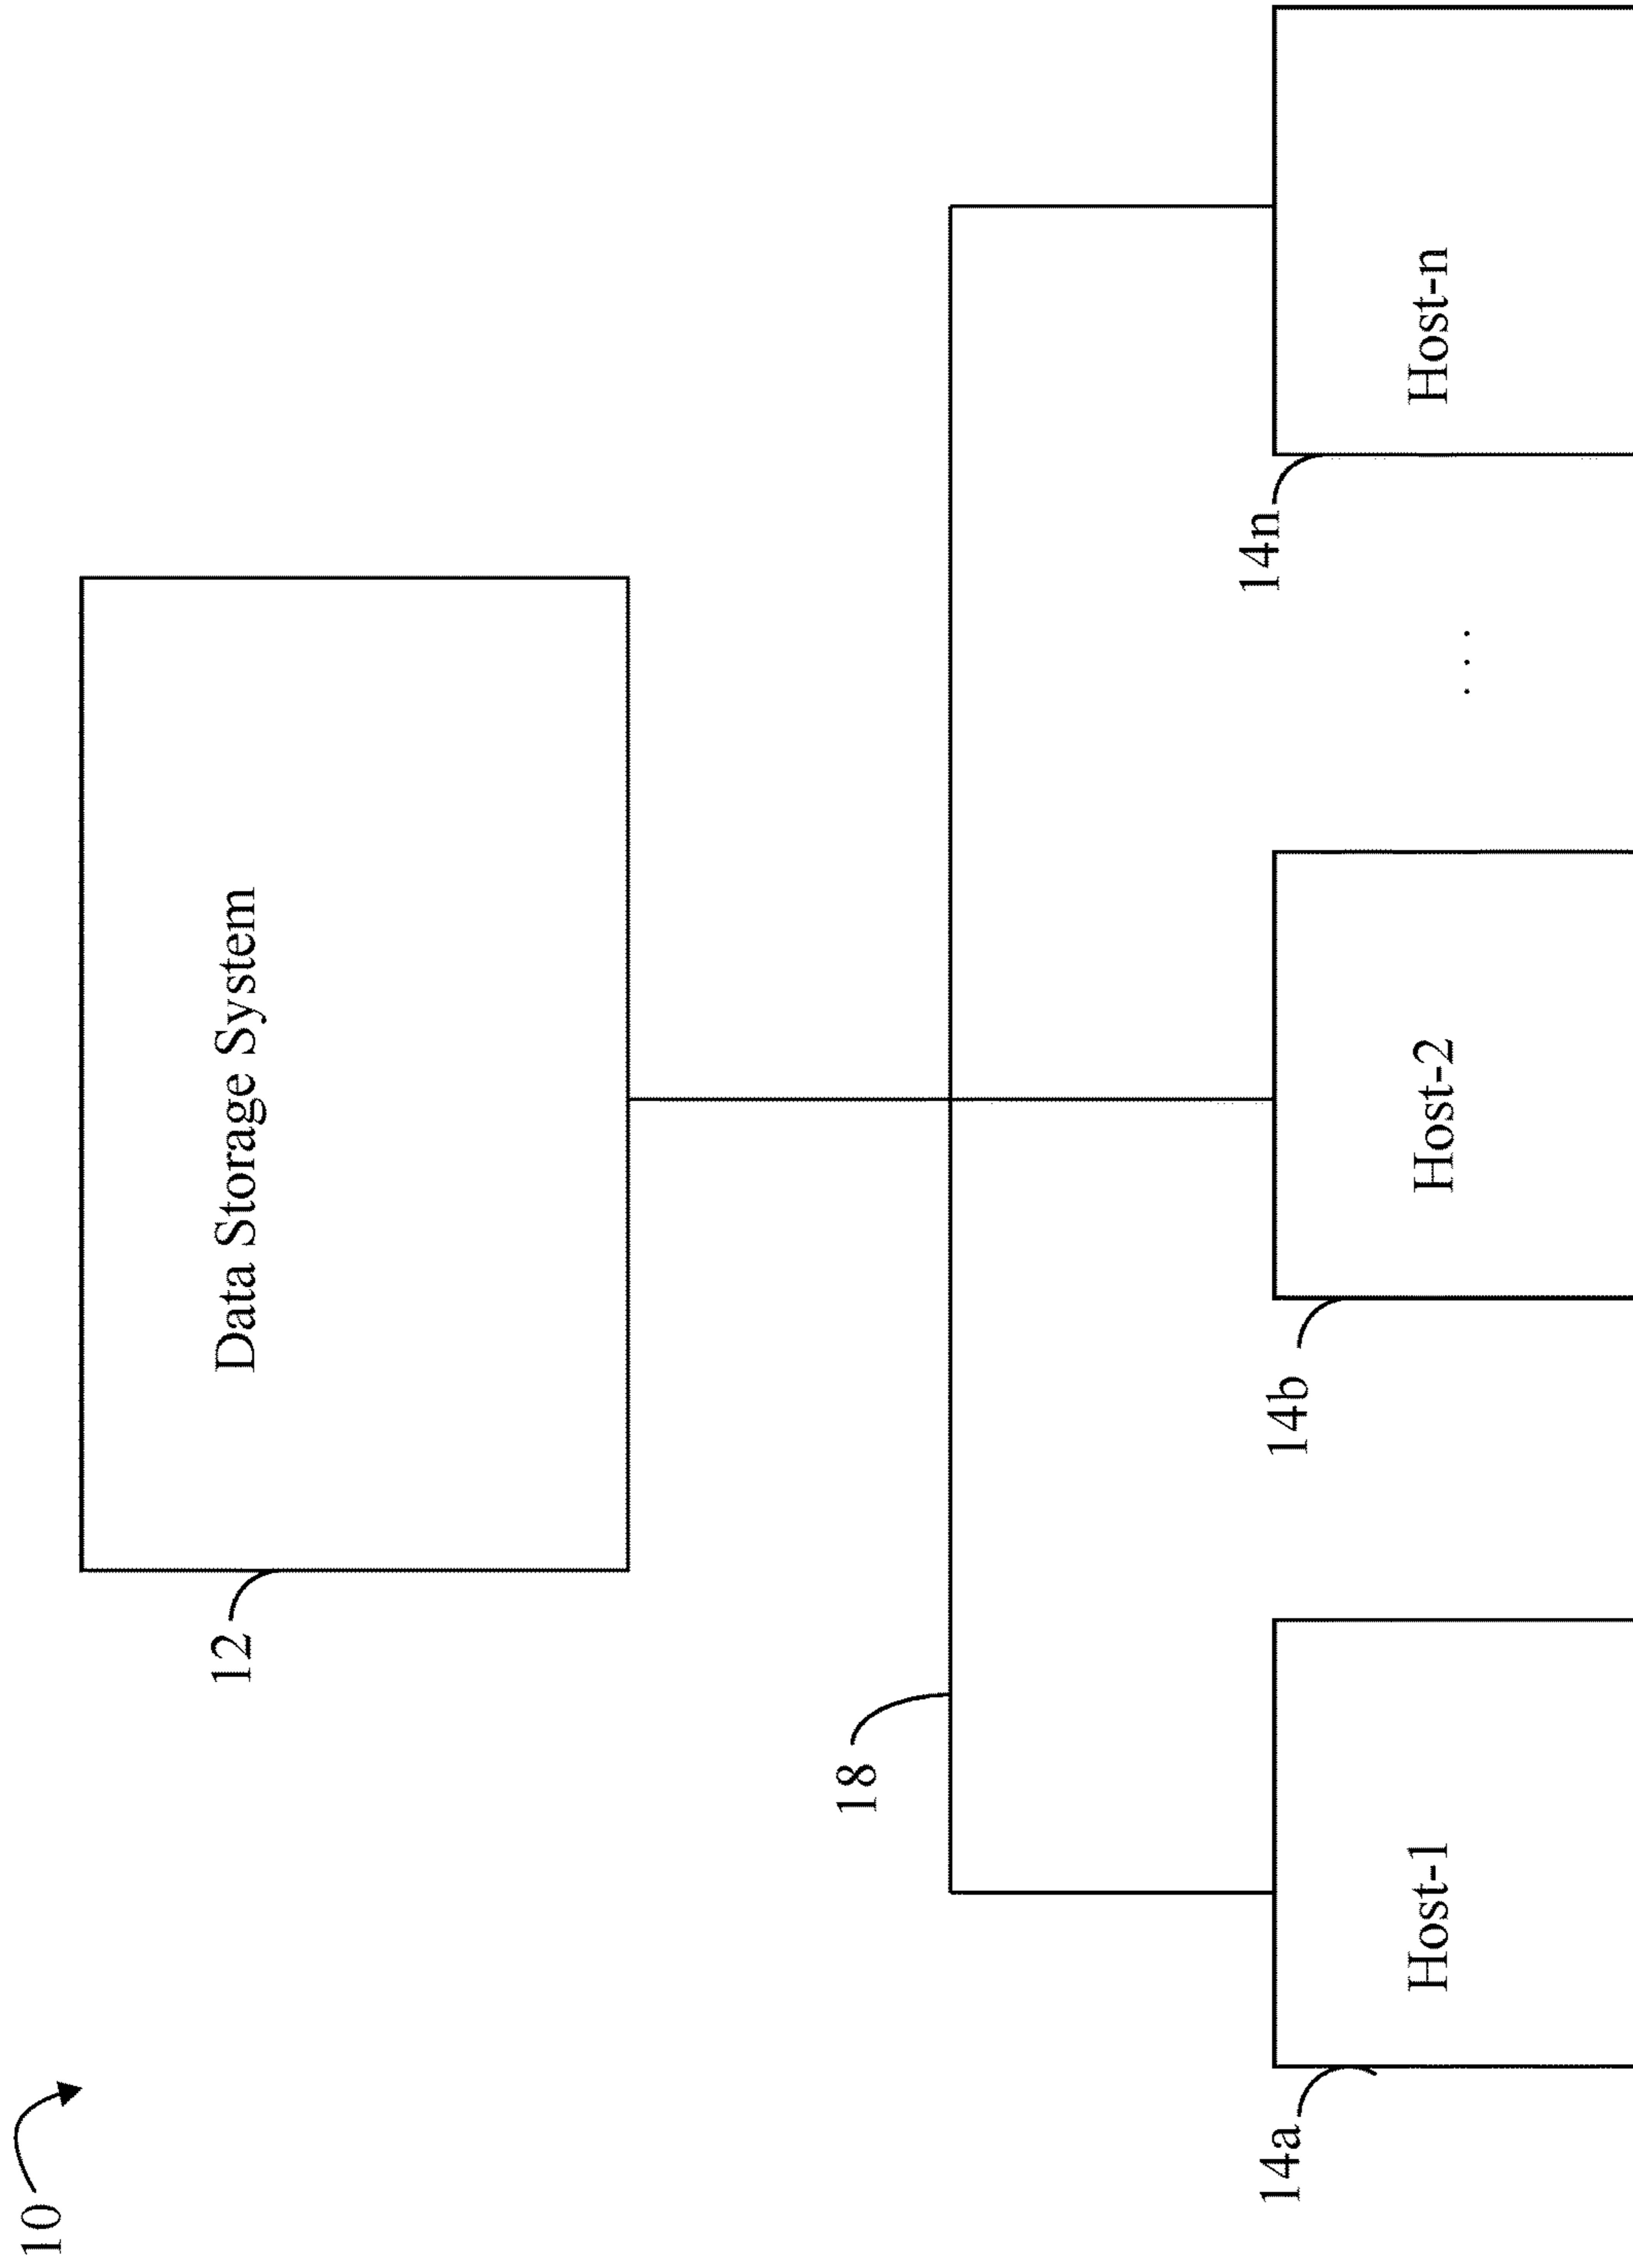 10
12
Data Storage System
18
14a
Host-1
14b
Host-2
. . .
14n
Host-n